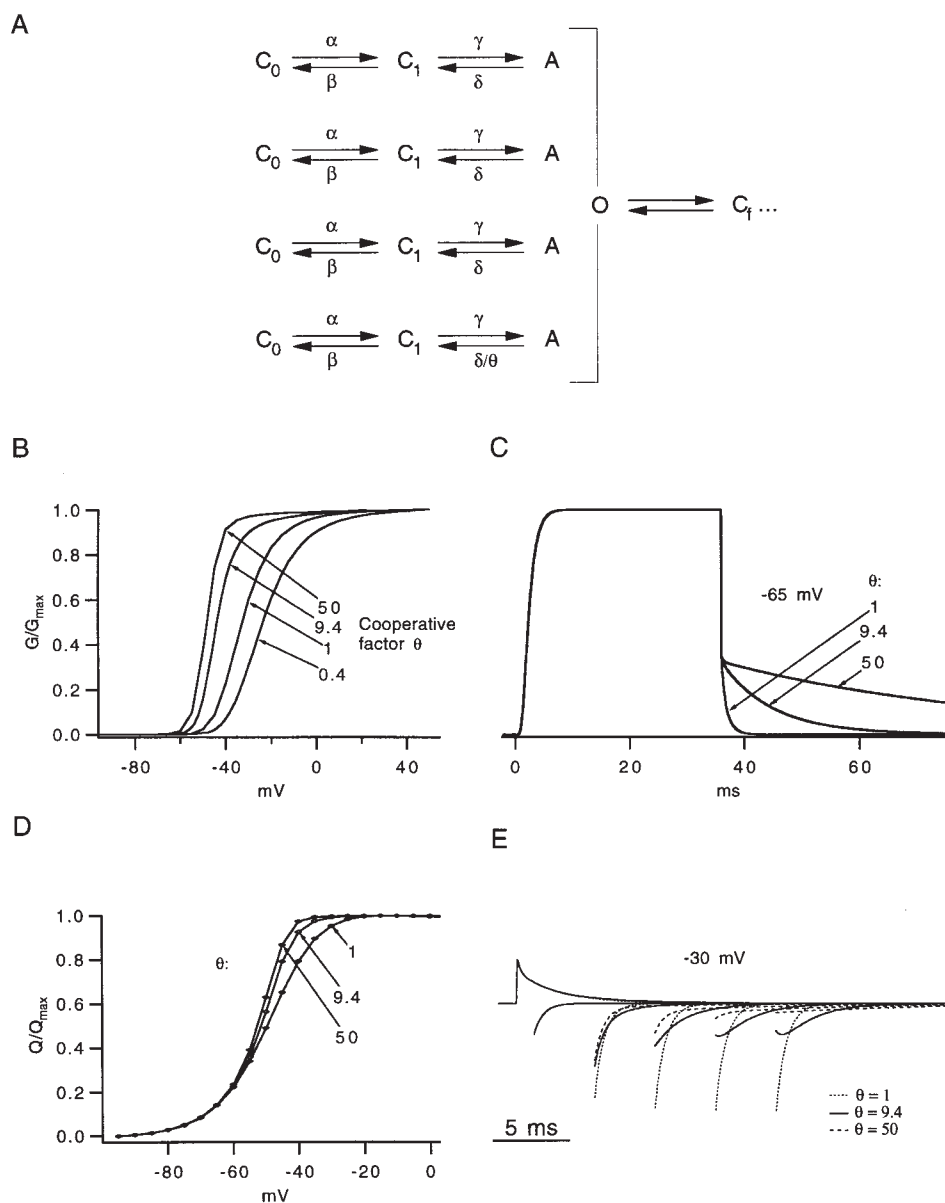 A
α γ
C0 C1 A
β δ
α γ
C0 C1 A
β δ
O Cf ...
α γ
C0 C1 A
β δ
α γ
C0 C1 A
β δ/θ
B
G/Gmax
1.0
0.8
0.6
0.4
0.2
0.0
50
9.4
1
0.4
Cooperative
factor θ
-80 -40 0 40
mV
C
-65 mV
θ:
1
9.4
50
0 20 40 60
ms
D
Q/Qmax
1.0
0.8
0.6
0.4
0.2
0.0
θ:
1
9.4
50
-80 -60 -40 -20 0
mV
E
-30 mV
5 ms
θ = 1
θ = 9.4
θ = 50